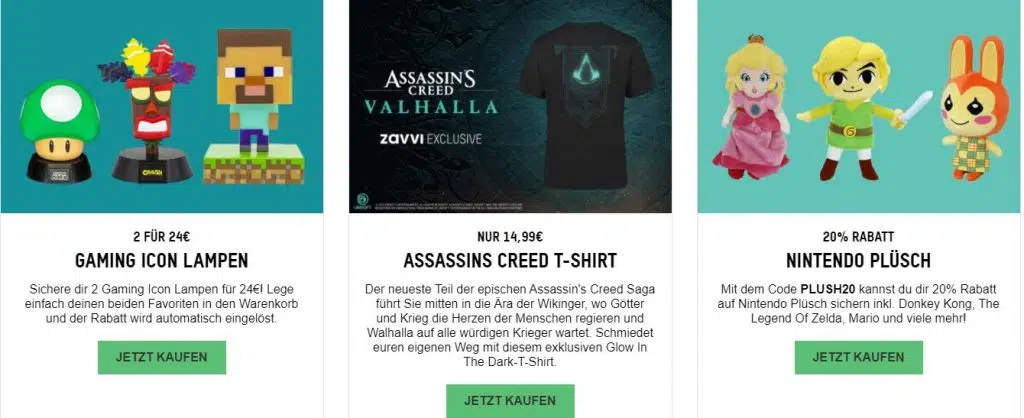 CRASH
2 FÜR 24€
GAMING ICON LAMPEN
Sichere dir 2 Gaming Icon Lampen für 24€! Lege
einfach deinen beiden Favoriten in den Warenkorb
und der Rabatt wird automatisch eingelöst.
JETZT KAUFEN
ASSASSIN'S
CREED
VALHALLA
zavvi EXCLUSIVE
UBISOFT
NUR 14,99€
ASSASSINS CREED T-SHIRT
Der neueste Teil der epischen Assassin's Creed Saga
führt Sie mitten in die Ära der Wikinger, wo Götter
und Krieg die Herzen der Menschen regieren und
Walhalla auf alle würdigen Krieger wartet. Schmiedet
euren eigenen Weg mit diesem exklusiven Glow In
The Dark-T-Shirt.
JETZT KAUFEN
20% RABATT
NINTENDO PLÜSCH
Mit dem Code PLUSH20 kannst du dir 20% Rabatt
auf Nintendo Plüsch sichern inkl. Donkey Kong, The
Legend Of Zelda, Mario und viele mehr!
JETZT KAUFEN